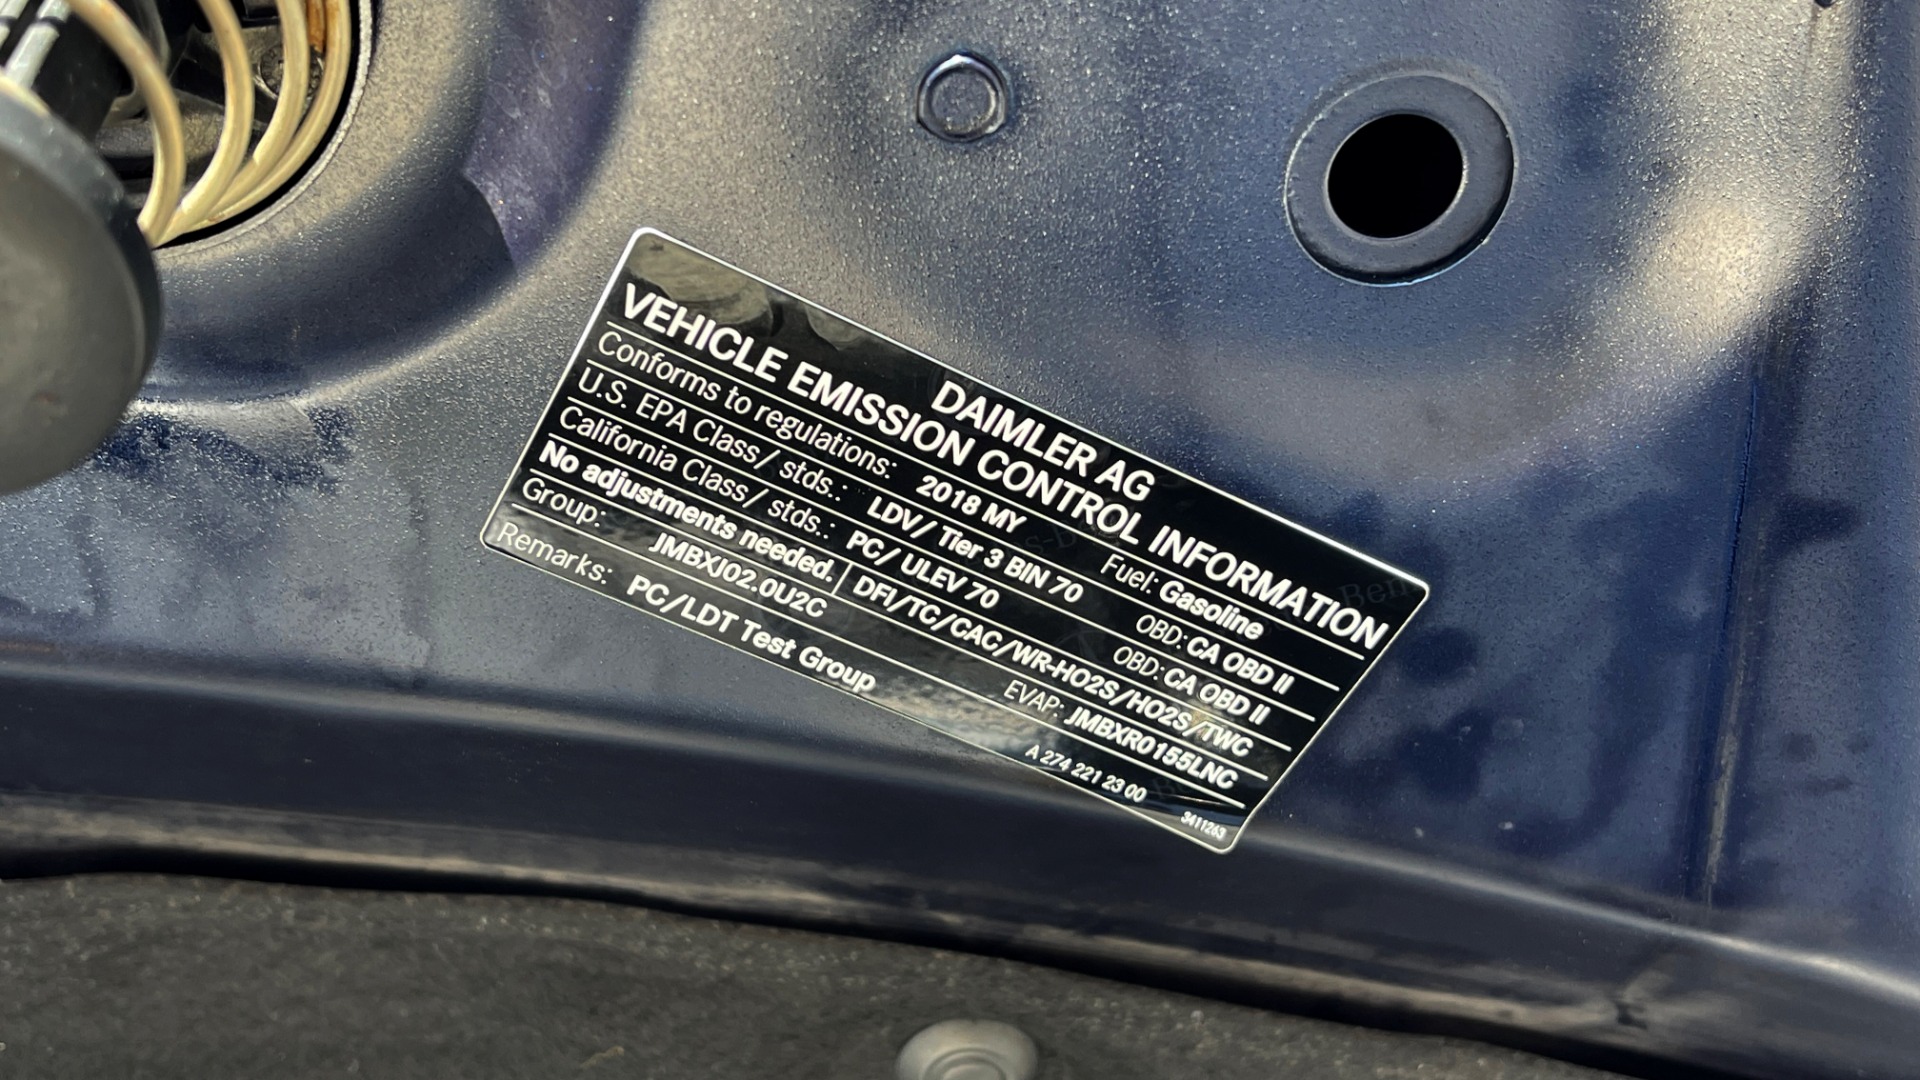 DAIMLER AG
VEHICLE EMISSION CONTROL INFORMATION
Conforms to regulations: 2018 MY Fuel: Gasoline
U.S. EPA Class/ stds.: LDV/ Tier 3 BIN 70 OBD: CA OBD II
California Class/ stds.: PC/ ULEV 70 OBD: CA OBD II
No adjustments needed. DFI/TC/CAC/WR-HO2S/HO2S/TWC
Group: JMBXJ02.0U2C EVAP: JMBXR0155LNC
Remarks: PC/LDT Test Group
A 274 221 23 00
3411263